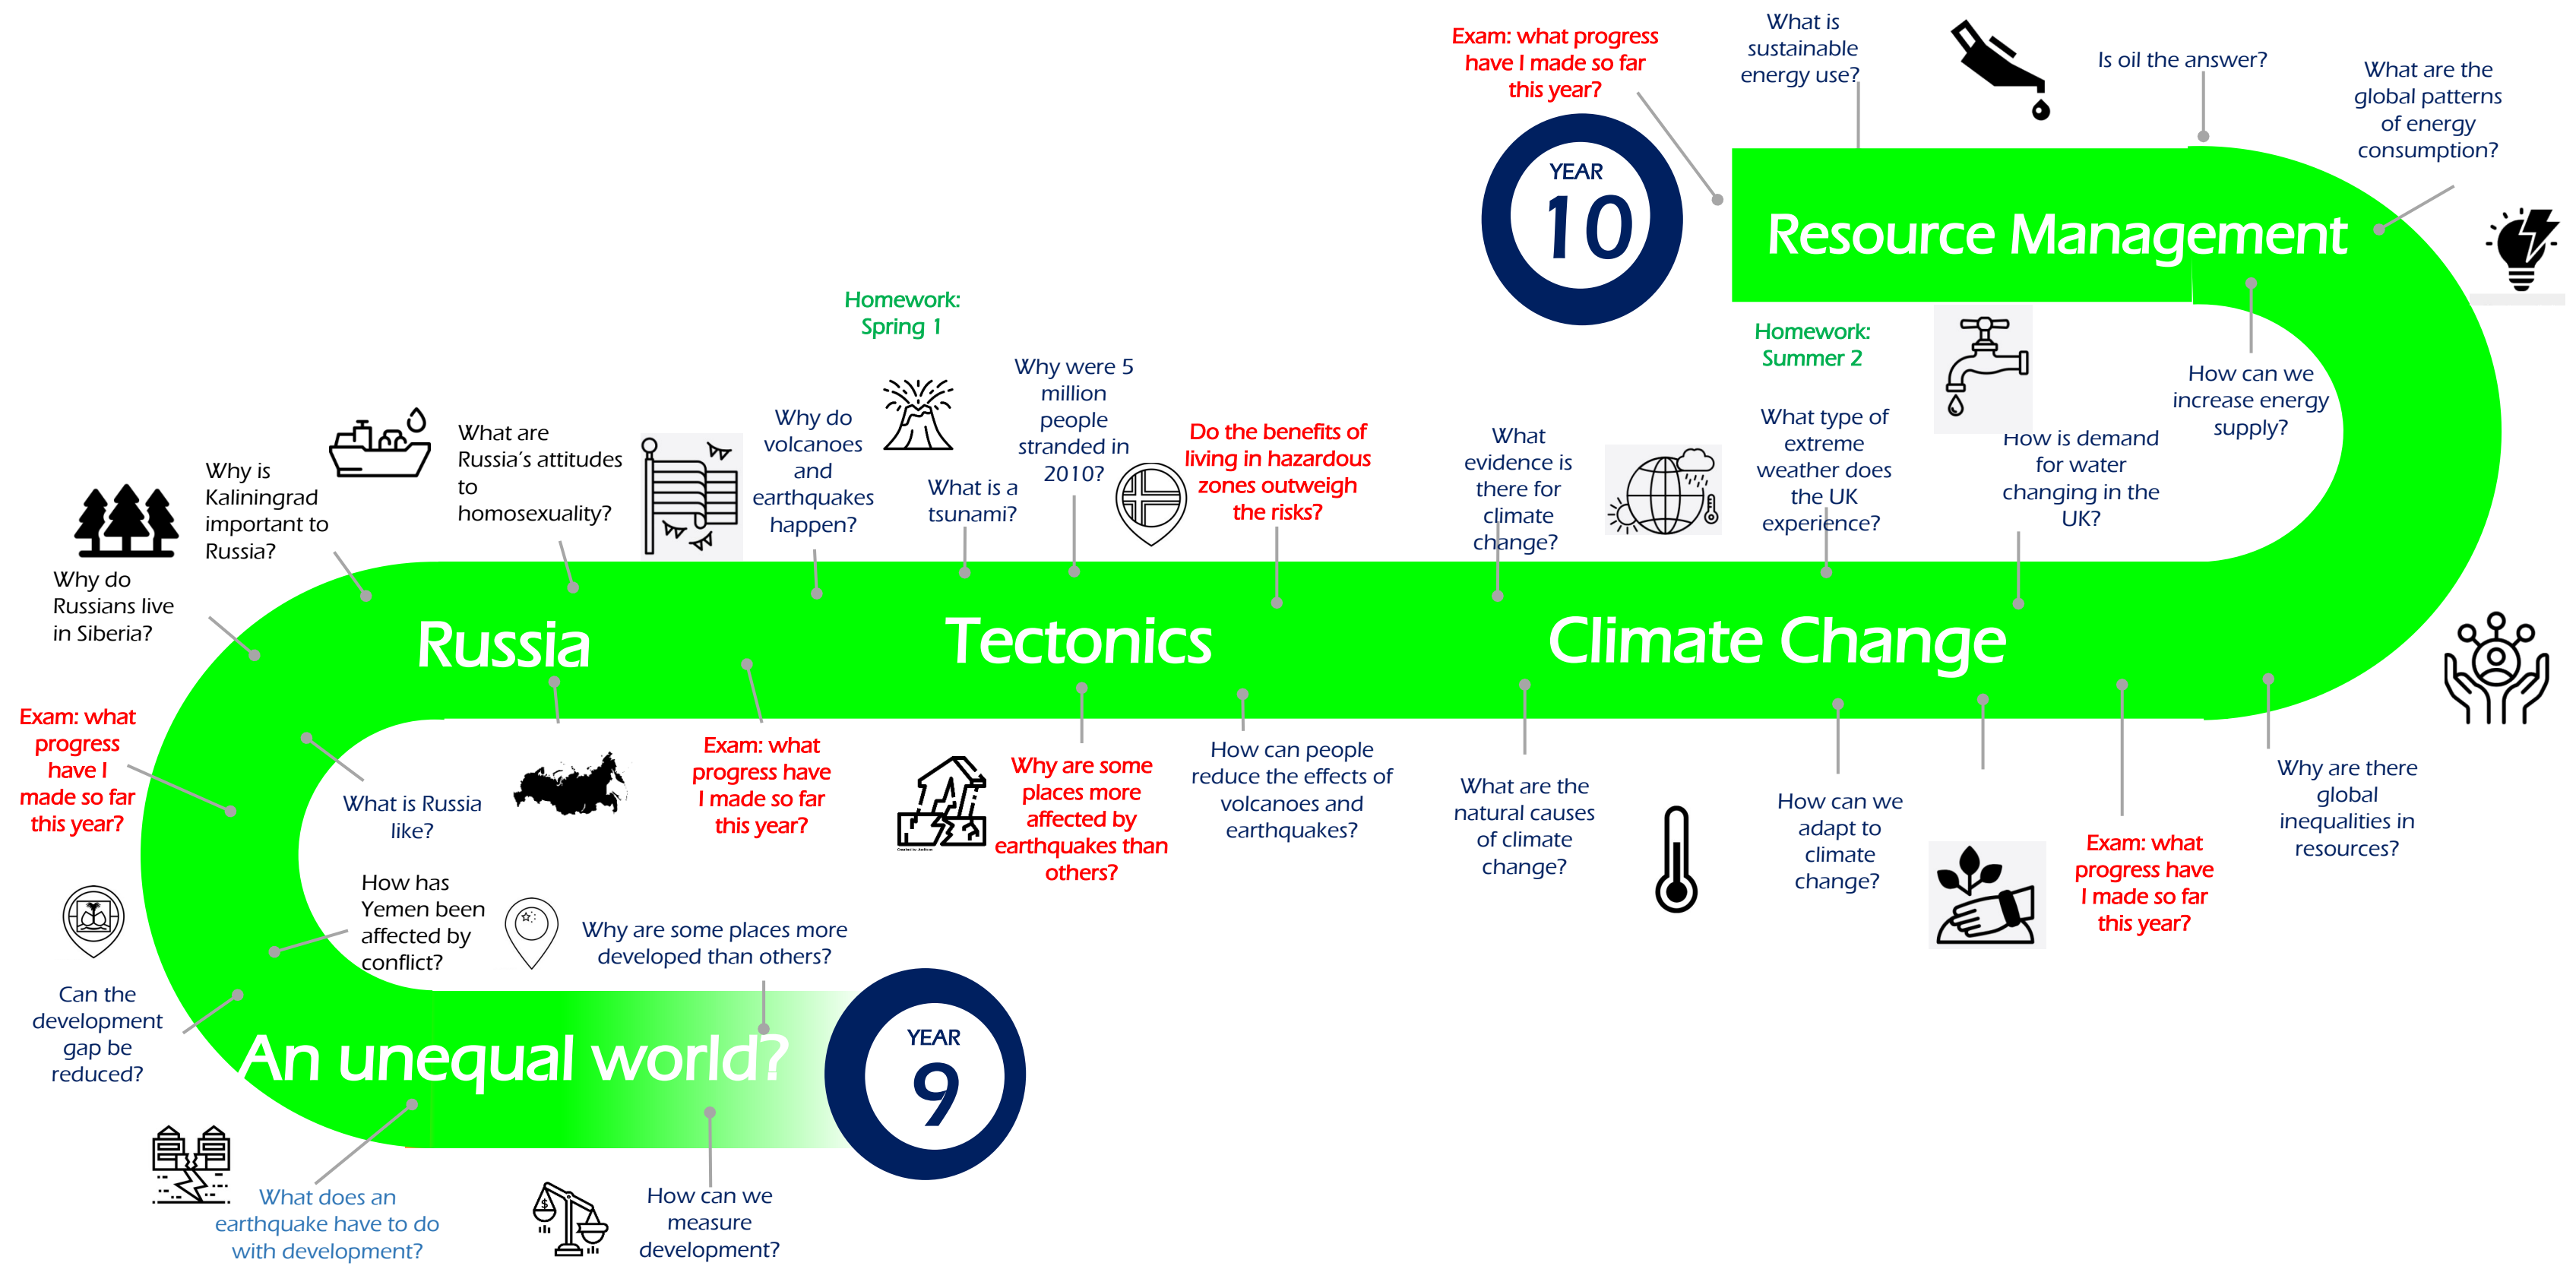 Exam: what progress
have I made so far
this year?
What is
sustainable
energy use?
Is oil the answer?
What are the
global patterns
of energy
consumption?
YEAR
10
Resource Management
Homework:
Spring 1
Homework:
Summer 2
How can we
increase energy
supply?
Why do
Russians live
in Siberia?
Why is
Kaliningrad
important to
Russia?
What are
Russia's attitudes
to
homosexuality?
Why do
volcanoes
and
earthquakes
happen?
What is a
tsunami?
Why were 5
million
people
stranded in
2010?
Do the benefits of
living in hazardous
zones outweigh
the risks?
What
evidence is
there for
climate
change?
What type of
extreme
weather does
the UK
experience?
How is demand
for water
changing in the
UK?
Russia
Tectonics
Climate Change
Exam: what
progress
have I
made so far
this year?
What is Russia
like?
Exam: what
progress have
I made so far
this year?
Why are some
places more
affected by
earthquakes than
others?
How can people
reduce the effects of
volcanoes and
earthquakes?
What are the
natural causes
of climate
change?
How can we
adapt to
climate
change?
Exam: what
progress have
I made so far
this year?
Why are there
global
inequalities in
resources?
How has
Yemen been
affected by
conflict?
Why are some places more
developed than others?
Can the
development
gap be
reduced?
An unequal world?
YEAR
9
What does an
earthquake have to do
with development?
$
How can we
measure
development?